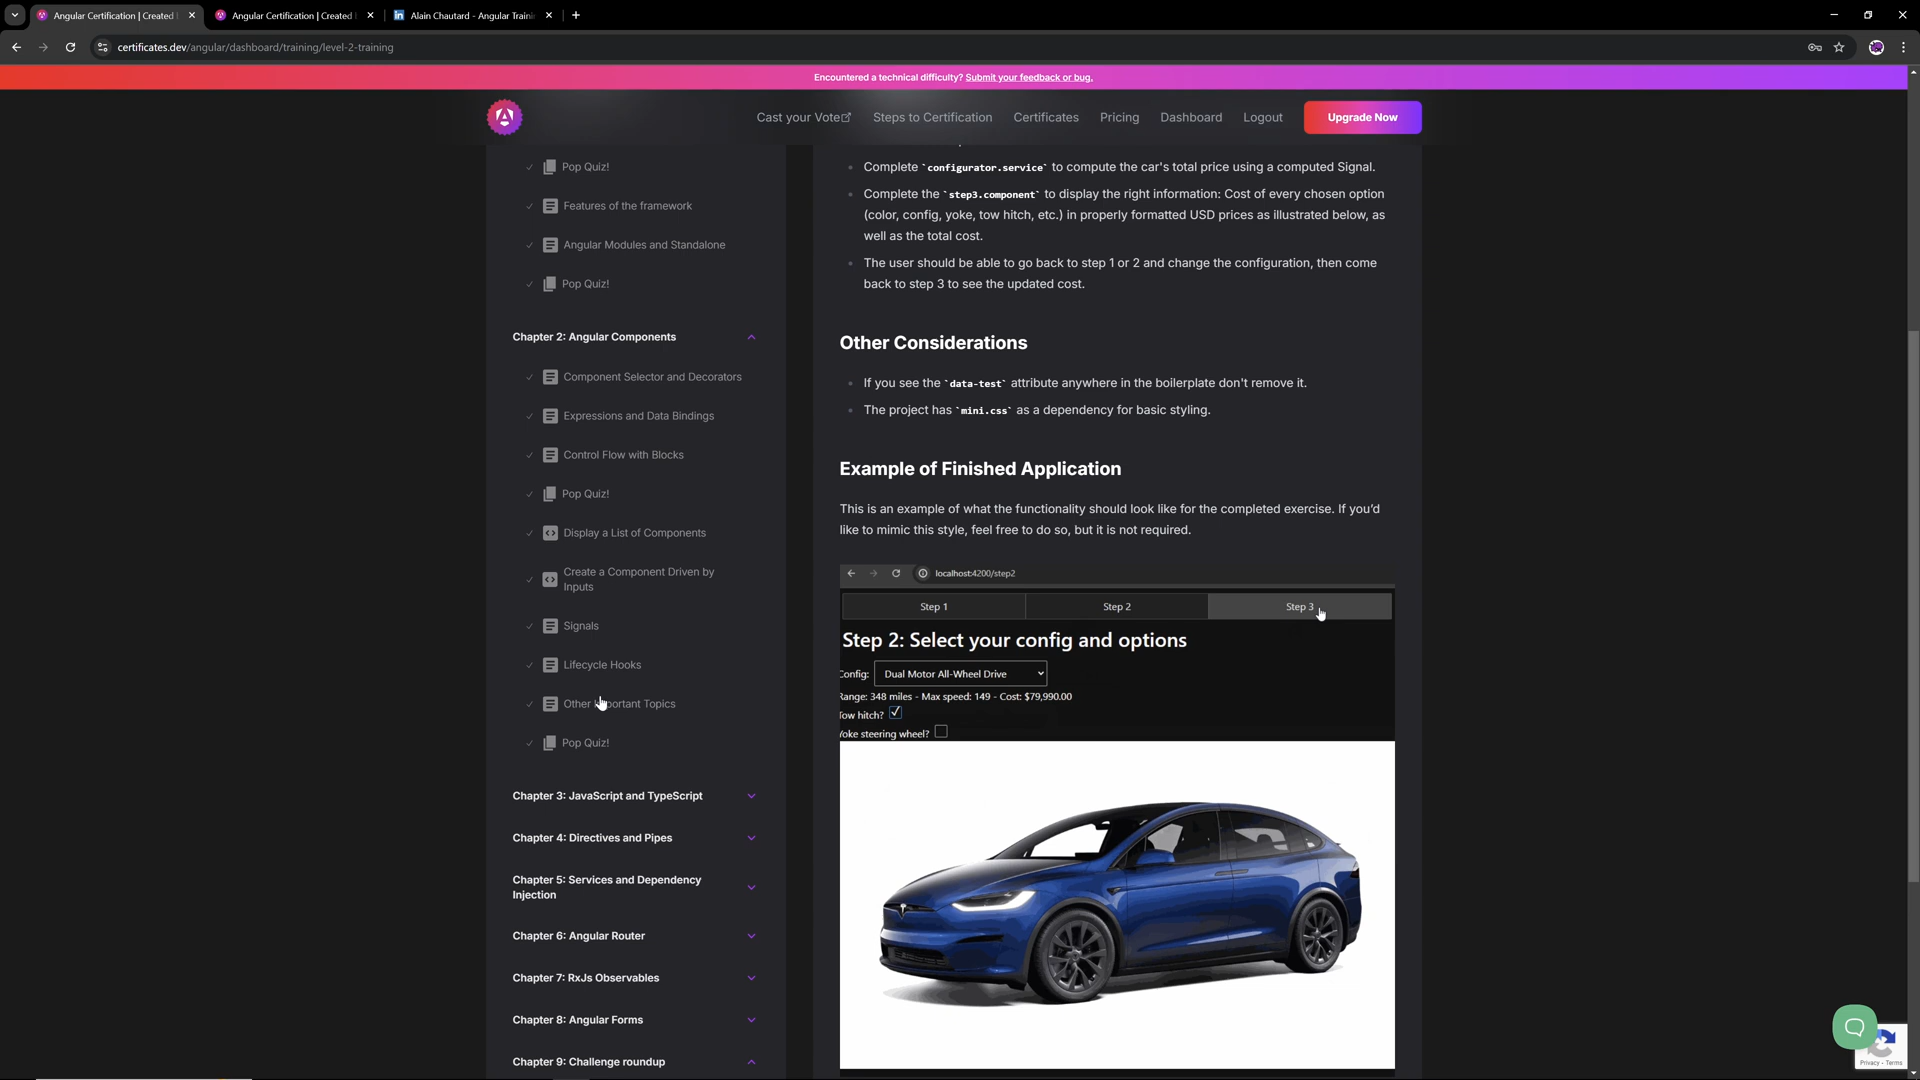 Angular Certification | Created
Angular Certification | Created
Alain Chautard - Angular Traini
certificates.dev/angular/dashboard/training/level-2-training
Encountered a technical difficulty? Submit your feedback or bug.
Cast your Vote
Steps to Certification
Certificates
Pricing
Dashboard
Logout
Upgrade Now
Pop Quiz!
Features of the framework
Angular Modules and Standalone
Pop Quiz!
Chapter 2: Angular Components
Component Selector and Decorators
Expressions and Data Bindings
Control Flow with Blocks
Pop Quiz!
Display a List of Components
Create a Component Driven by
Inputs
Signals
Lifecycle Hooks
Other Important Topics
Pop Quiz!
Chapter 3: JavaScript and TypeScript
Chapter 4: Directives and Pipes
Chapter 5: Services and Dependency
Injection
Chapter 6: Angular Router
Chapter 7: RxJs Observables
Chapter 8: Angular Forms
Chapter 9: Challenge roundup
Complete `configurator.service` to compute the car's total price using a computed Signal.
Complete the `step3.component` to display the right information: Cost of every chosen option
(color, config, yoke, tow hitch, etc.) in properly formatted USD prices as illustrated below, as
well as the total cost.
The user should be able to go back to step 1 or 2 and change the configuration, then come
back to step 3 to see the updated cost.
Other Considerations
If you see the `data-test` attribute anywhere in the boilerplate don't remove it.
The project has `mini.css` as a dependency for basic styling.
Example of Finished Application
This is an example of what the functionality should look like for the completed exercise. If you'd
like to mimic this style, feel free to do so, but it is not required.
localhost:4200/step2
Step 1
Step 2
Step 3
Step 2: Select your config and options
Config: Dual Motor All-Wheel Drive
Range: 348 miles - Max speed: 149 - Cost: $79,990.00
Tow hitch?
Yoke steering wheel?
Privacy - Terms